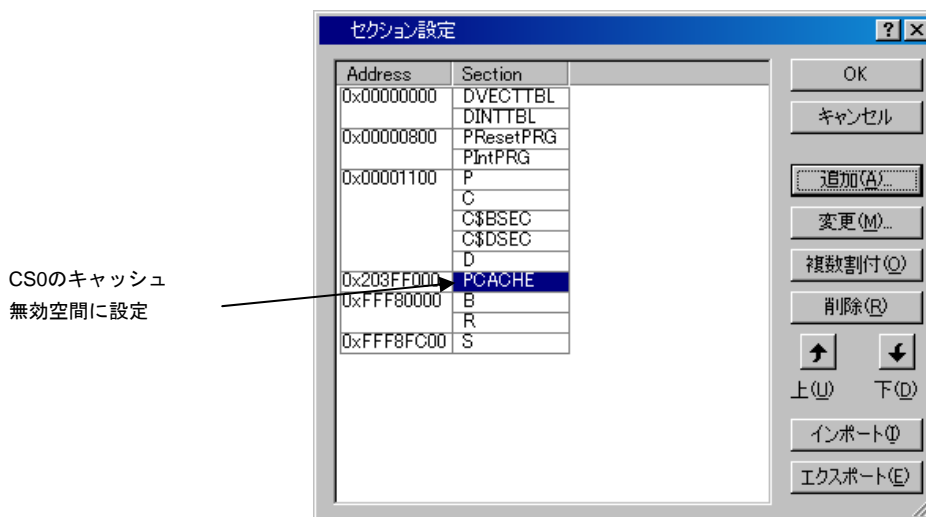 セクション設定
Address Section
0x00000000 DVECTTBL
DINTTBL
0x00000800 PResetPRG
PIntPRG
0x00001100 P
C
C$BSEC
C$DSEC
D
0x203FF000 PCACHE
0xFFF80000 B
R
0xFFF8FC00 S
OK
キャンセル
追加(A)...
変更(M)...
複数割付(O)
削除(R)
上(U) 下(D)
インポート(I)
エクスポート(E)
CS0のキャッシュ
無効空間に設定